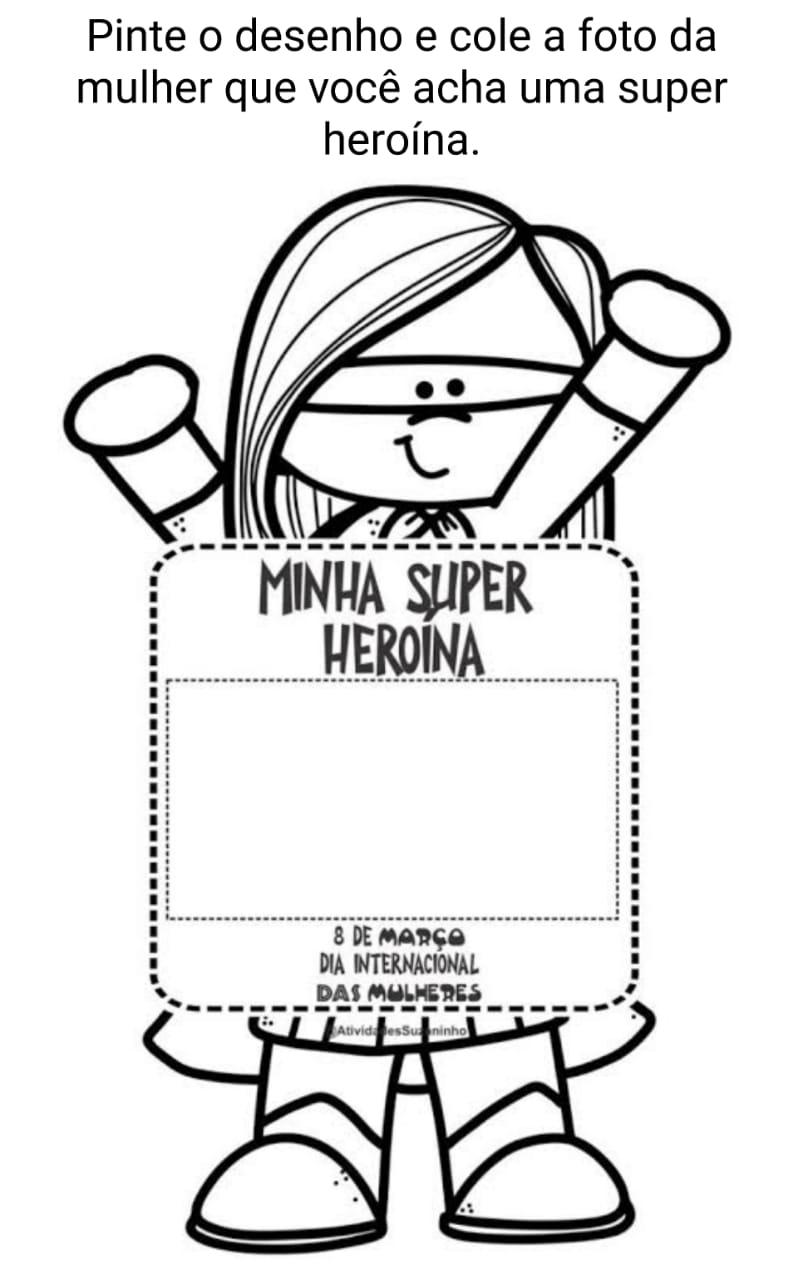 Pinte o desenho e cole a foto da
mulher que você acha uma super
heroína.
MINHA SUPER
HEROÍNA
8 DE MARÇO
DIA INTERNACIONAL
DAS MULHERES